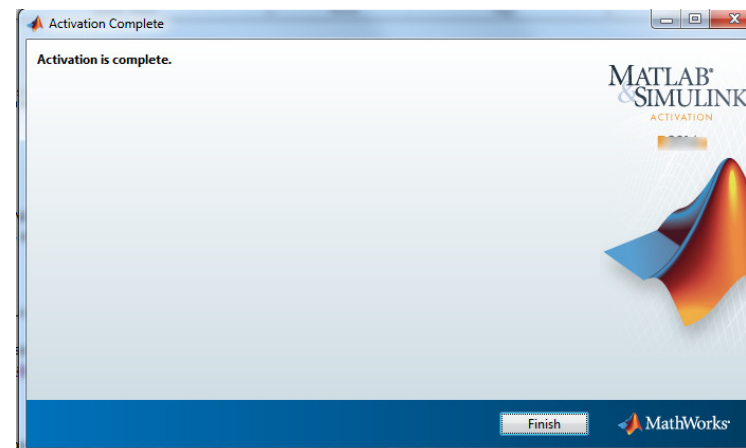 Activation Complete
Activation is complete.
MATLAB®
&SIMULINK
ACTIVATION
Finish
MathWorks®